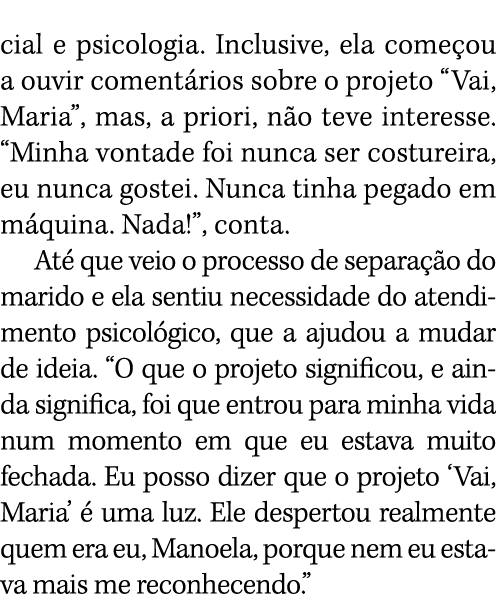 cial e psicologia. Inclusive, ela começou
a ouvir comentários sobre o projeto “Vai,
Maria”, mas, a priori, não teve interesse.
“Minha vontade foi nunca ser costureira,
eu nunca gostei. Nunca tinha pegado em
máquina. Nada!”, conta.
Até que veio o processo de separação do
marido e ela sentiu necessidade do atendi-
mento psicológico, que a ajudou a mudar
de ideia. “O que o projeto significou, e ain-
da significa, foi que entrou para minha vida
num momento em que eu estava muito
fechada. Eu posso dizer que o projeto ‘Vai,
Maria’ é uma luz. Ele despertou realmente
quem era eu, Manoela, porque nem eu esta-
va mais me reconhecendo.”